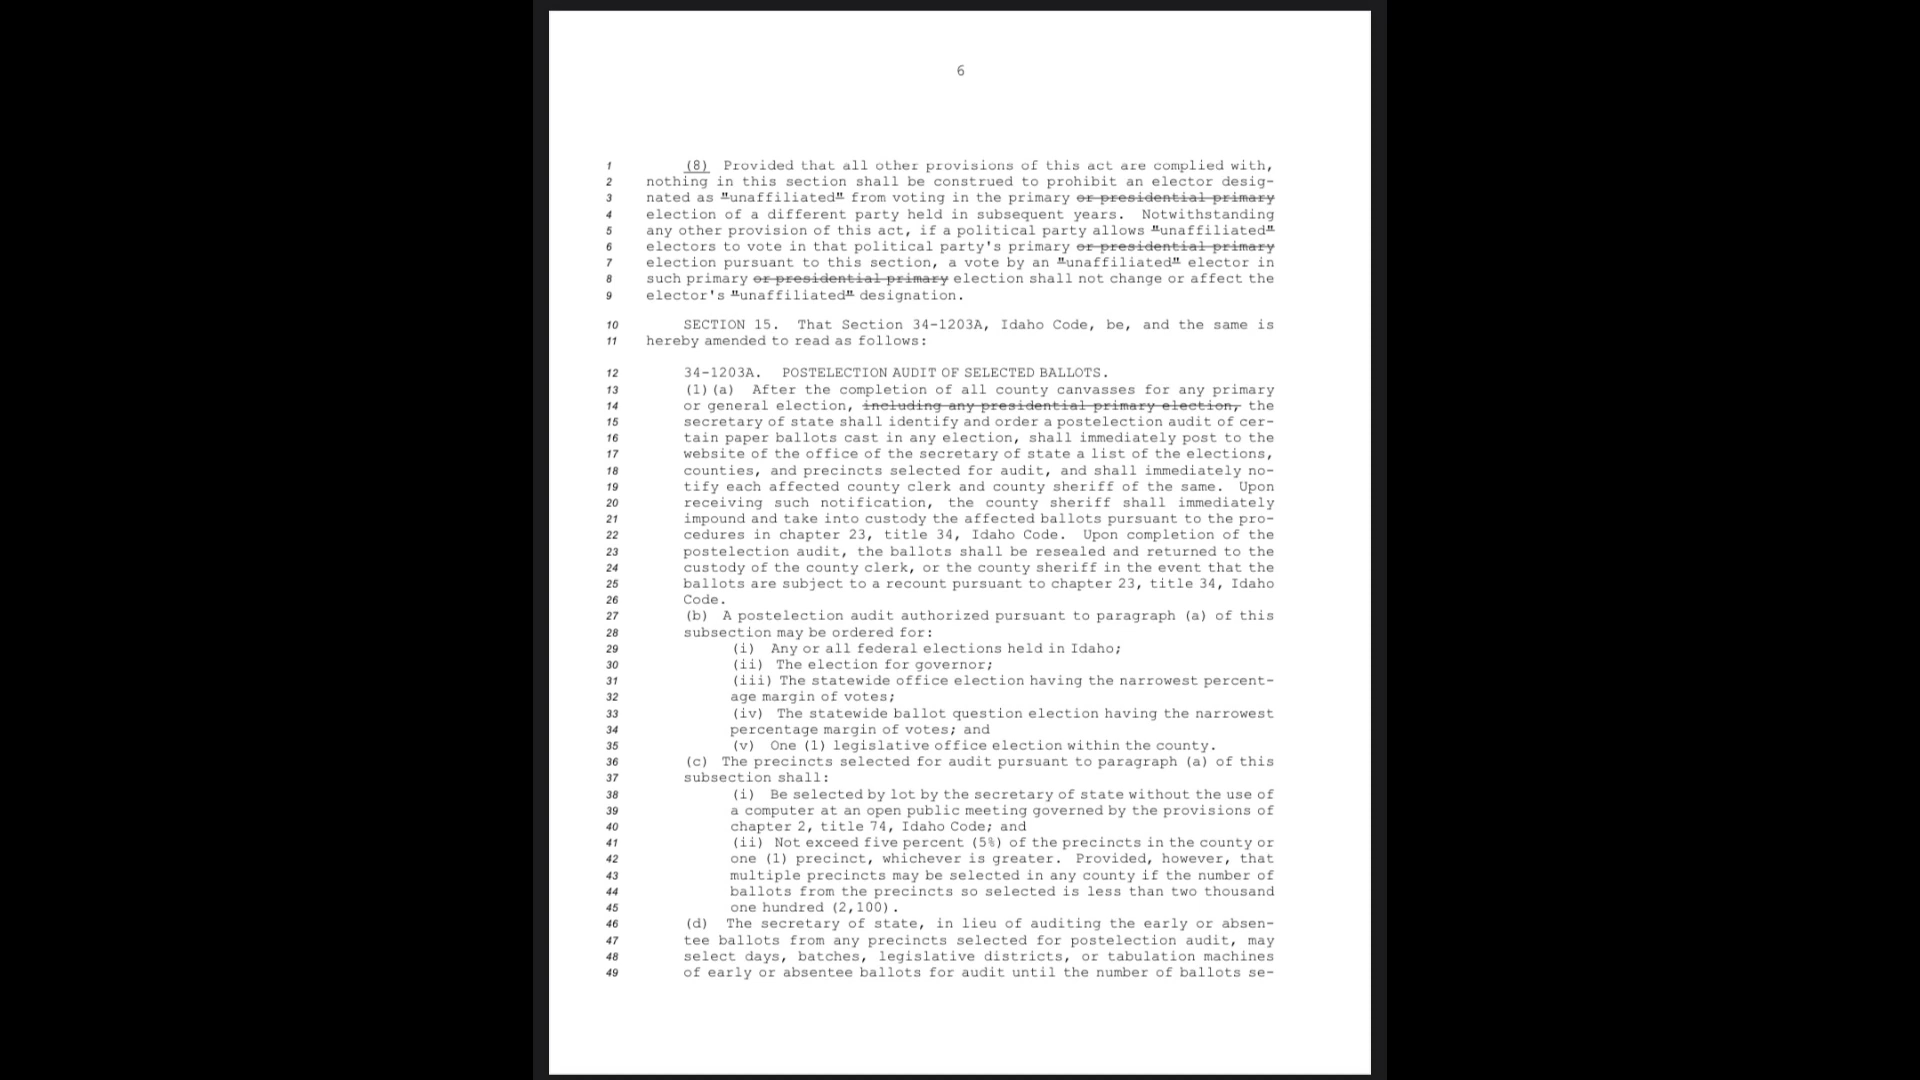 6
1 (8) Provided that all other provisions of this act are complied with,
2 nothing in this section shall be construed to prohibit an elector desig-
3 nated as "unaffiliated" from voting in the primary or presidential primary
4 election of a different party held in subsequent years. Notwithstanding
5 any other provision of this act, if a political party allows "unaffiliated"
6 electors to vote in that political party's primary or presidential primary
7 election pursuant to this section, a vote by an "unaffiliated" elector in
8 such primary or presidential primary election shall not change or affect the
9 elector's "unaffiliated" designation.
10 SECTION 15. That Section 34-1203A, Idaho Code, be, and the same is
11 hereby amended to read as follows:
12 34-1203A. POSTELECTION AUDIT OF SELECTED BALLOTS.
13 (1)(a) After the completion of all county canvasses for any primary
14 or general election, including any presidential primary election, the
15 secretary of state shall identify and order a postelection audit of cer-
16 tain paper ballots cast in any election, shall immediately post to the
17 website of the office of the secretary of state a list of the elections,
18 counties, and precincts selected for audit, and shall immediately no-
19 tify each affected county clerk and county sheriff of the same. Upon
20 receiving such notification, the county sheriff shall immediately
21 impound and take into custody the affected ballots pursuant to the pro-
22 cedures in chapter 23, title 34, Idaho Code. Upon completion of the
23 postelection audit, the ballots shall be resealed and returned to the
24 custody of the county clerk, or the county sheriff in the event that the
25 ballots are subject to a recount pursuant to chapter 23, title 34, Idaho
26 Code.
27 (b) A postelection audit authorized pursuant to paragraph (a) of this
28 subsection may be ordered for:
29 (i) Any or all federal elections held in Idaho;
30 (ii) The election for governor;
31 (iii) The statewide office election having the narrowest percent-
32 age margin of votes;
33 (iv) The statewide ballot question election having the narrowest
34 percentage margin of votes; and
35 (v) One (1) legislative office election within the county.
36 (c) The precincts selected for audit pursuant to paragraph (a) of this
37 subsection shall:
38 (i) Be selected by lot by the secretary of state without the use of
39 a computer at an open public meeting governed by the provisions of
40 chapter 2, title 74, Idaho Code; and
41 (ii) Not exceed five percent (5%) of the precincts in the county or
42 one (1) precinct, whichever is greater. Provided, however, that
43 multiple precincts may be selected in any county if the number of
44 ballots from the precincts so selected is less than two thousand
45 one hundred (2,100).
46 (d) The secretary of state, in lieu of auditing the early or absen-
47 tee ballots from any precincts selected for postelection audit, may
48 select days, batches, legislative districts, or tabulation machines
49 of early or absentee ballots for audit until the number of ballots se-